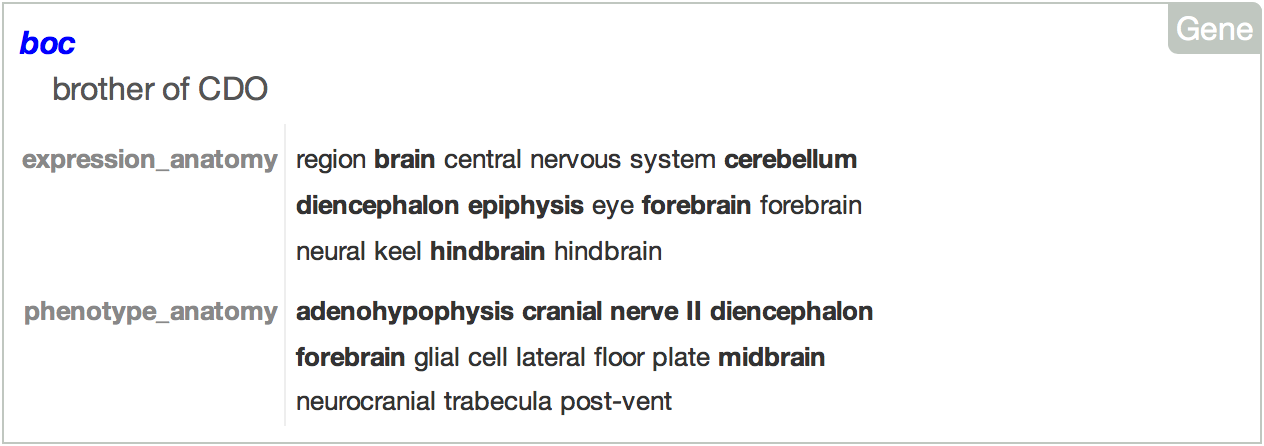 Gene
boc
brother of CDO
expression_anatomy region brain central nervous system cerebellum
diencephalon epiphysis eye forebrain forebrain
neural keel hindbrain hindbrain
phenotype_anatomy adenohypophysis cranial nerve II diencephalon
forebrain glial cell lateral floor plate midbrain
neurocranial trabecula post-vent